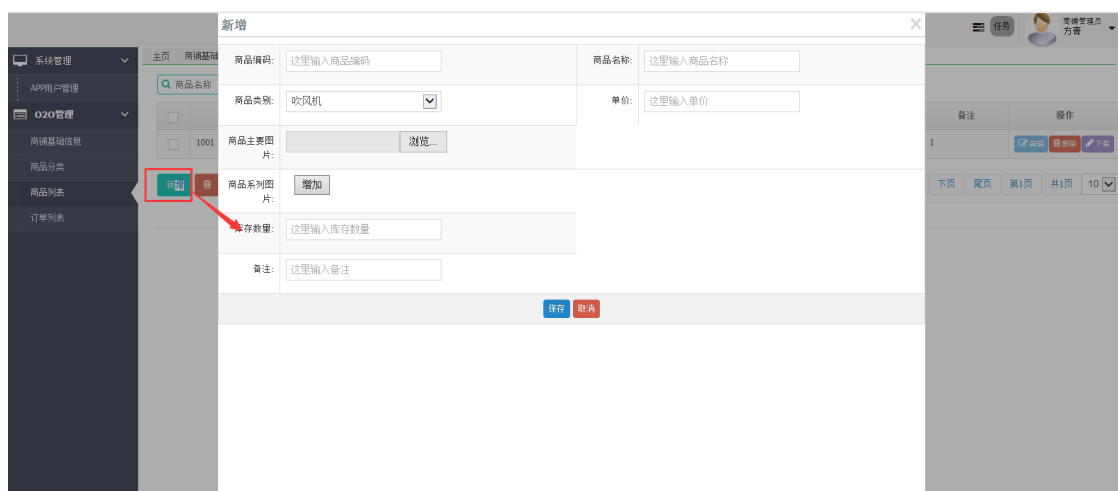 新增
任务
商铺管理员
方青
系统管理
主页 商铺基础
APP用户管理
商品名称
O2O管理
商铺基础信息
商品分类
商品列表
订单列表
商品编码: 这里输入商品编码
商品名称: 这里输入商品名称
商品类别: 吹风机
单价: 这里输入单价
备注 操作
1001
商品主要图片: 浏览...
1 编辑 删除 下架
新增
商品系列图片: 增加
下页 尾页 第1页 共1页 10
库存数量: 这里输入库存数量
备注: 这里输入备注
保存 取消